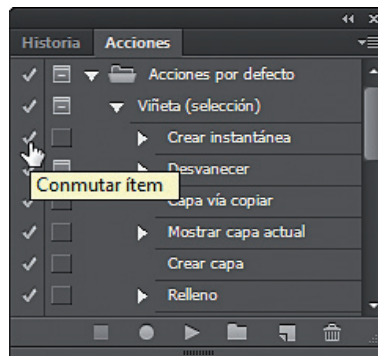 Historia Acciones
Acciones por defecto
Viñeta (selección)
Crear instantánea
Desvanecer
Conmutar ítem
Capa vía copiar
Mostrar capa actual
Crear capa
Relleno